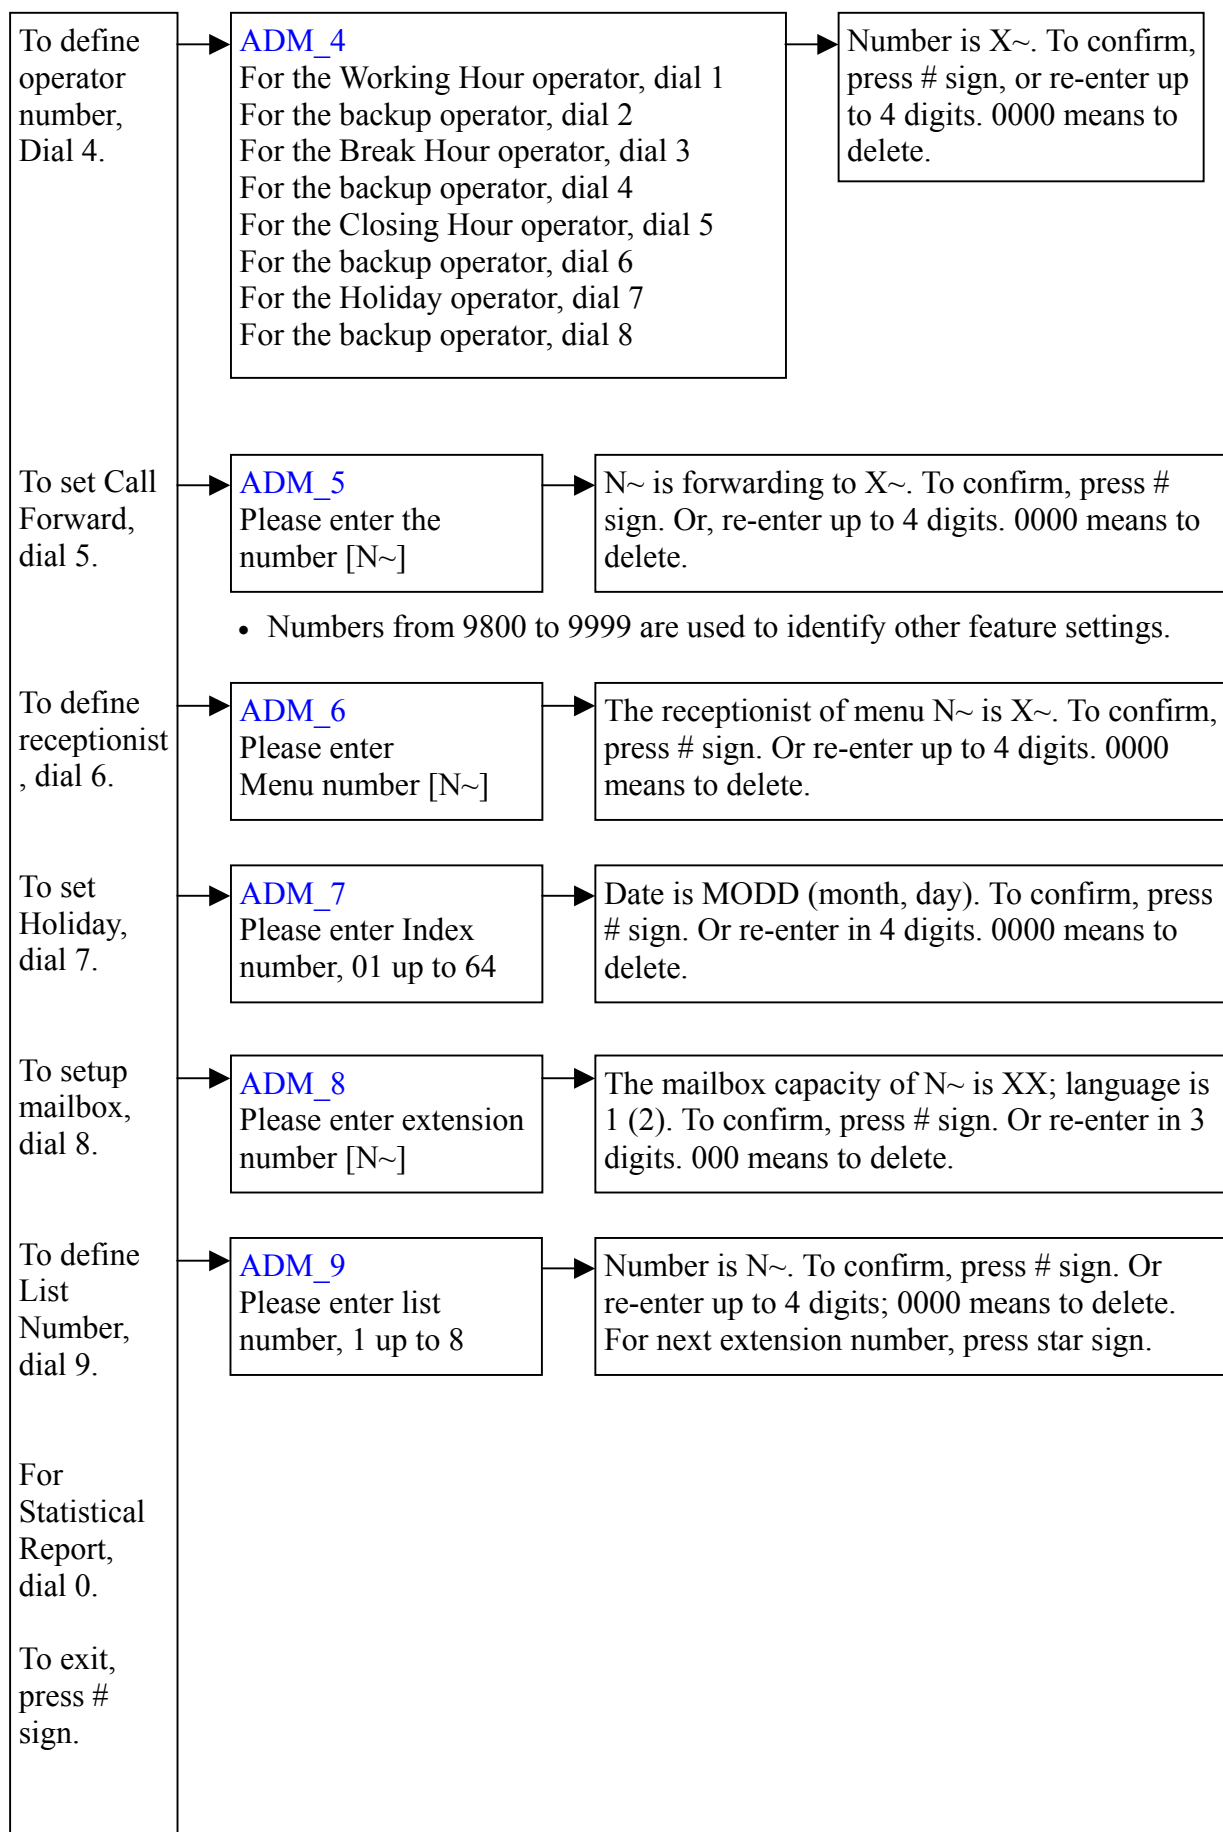 To define
operator
number,
Dial 4.
ADM_4
For the Working Hour operator, dial 1
For the backup operator, dial 2
For the Break Hour operator, dial 3
For the backup operator, dial 4
For the Closing Hour operator, dial 5
For the backup operator, dial 6
For the Holiday operator, dial 7
For the backup operator, dial 8
Number is X~. To confirm,
press # sign, or re-enter up
to 4 digits. 0000 means to
delete.
To set Call
Forward,
dial 5.
ADM_5
Please enter the
number [N~]
N~ is forwarding to X~. To confirm, press #
sign. Or, re-enter up to 4 digits. 0000 means to
delete.
• Numbers from 9800 to 9999 are used to identify other feature settings.
To define
receptionist
, dial 6.
ADM_6
Please enter
Menu number [N~]
The receptionist of menu N~ is X~. To confirm,
press # sign. Or re-enter up to 4 digits. 0000
means to delete.
To set
Holiday,
dial 7.
ADM_7
Please enter Index
number, 01 up to 64
Date is MODD (month, day). To confirm, press
# sign. Or re-enter in 4 digits. 0000 means to
delete.
To setup
mailbox,
dial 8.
ADM_8
Please enter extension
number [N~]
The mailbox capacity of N~ is XX; language is
1 (2). To confirm, press # sign. Or re-enter in 3
digits. 000 means to delete.
To define
List
Number,
dial 9.
ADM_9
Please enter list
number, 1 up to 8
Number is N~. To confirm, press # sign. Or
re-enter up to 4 digits; 0000 means to delete.
For next extension number, press star sign.
For
Statistical
Report,
dial 0.
To exit,
press #
sign.